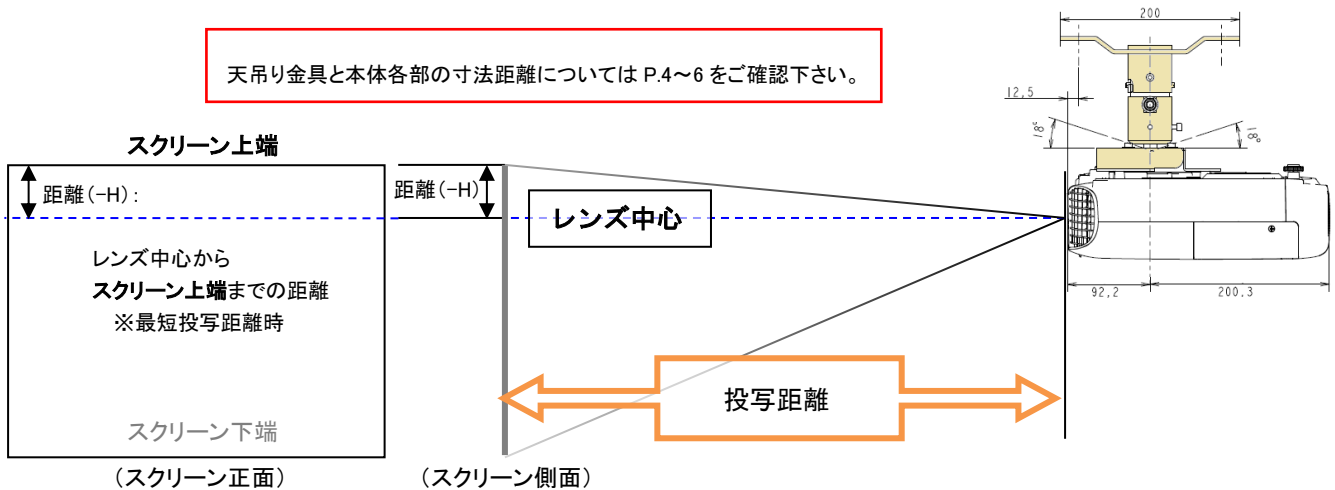 天吊り金具と本体各部の寸法距離については P.4～6 をご確認下さい。
200
12,5
18°
18°
スクリーン上端
距離(-H):
距離(-H)
レンズ中心
レンズ中心から
スクリーン上端までの距離
※最短投写距離時
92,2
200,3
投写距離
スクリーン下端
(スクリーン正面)
(スクリーン側面)